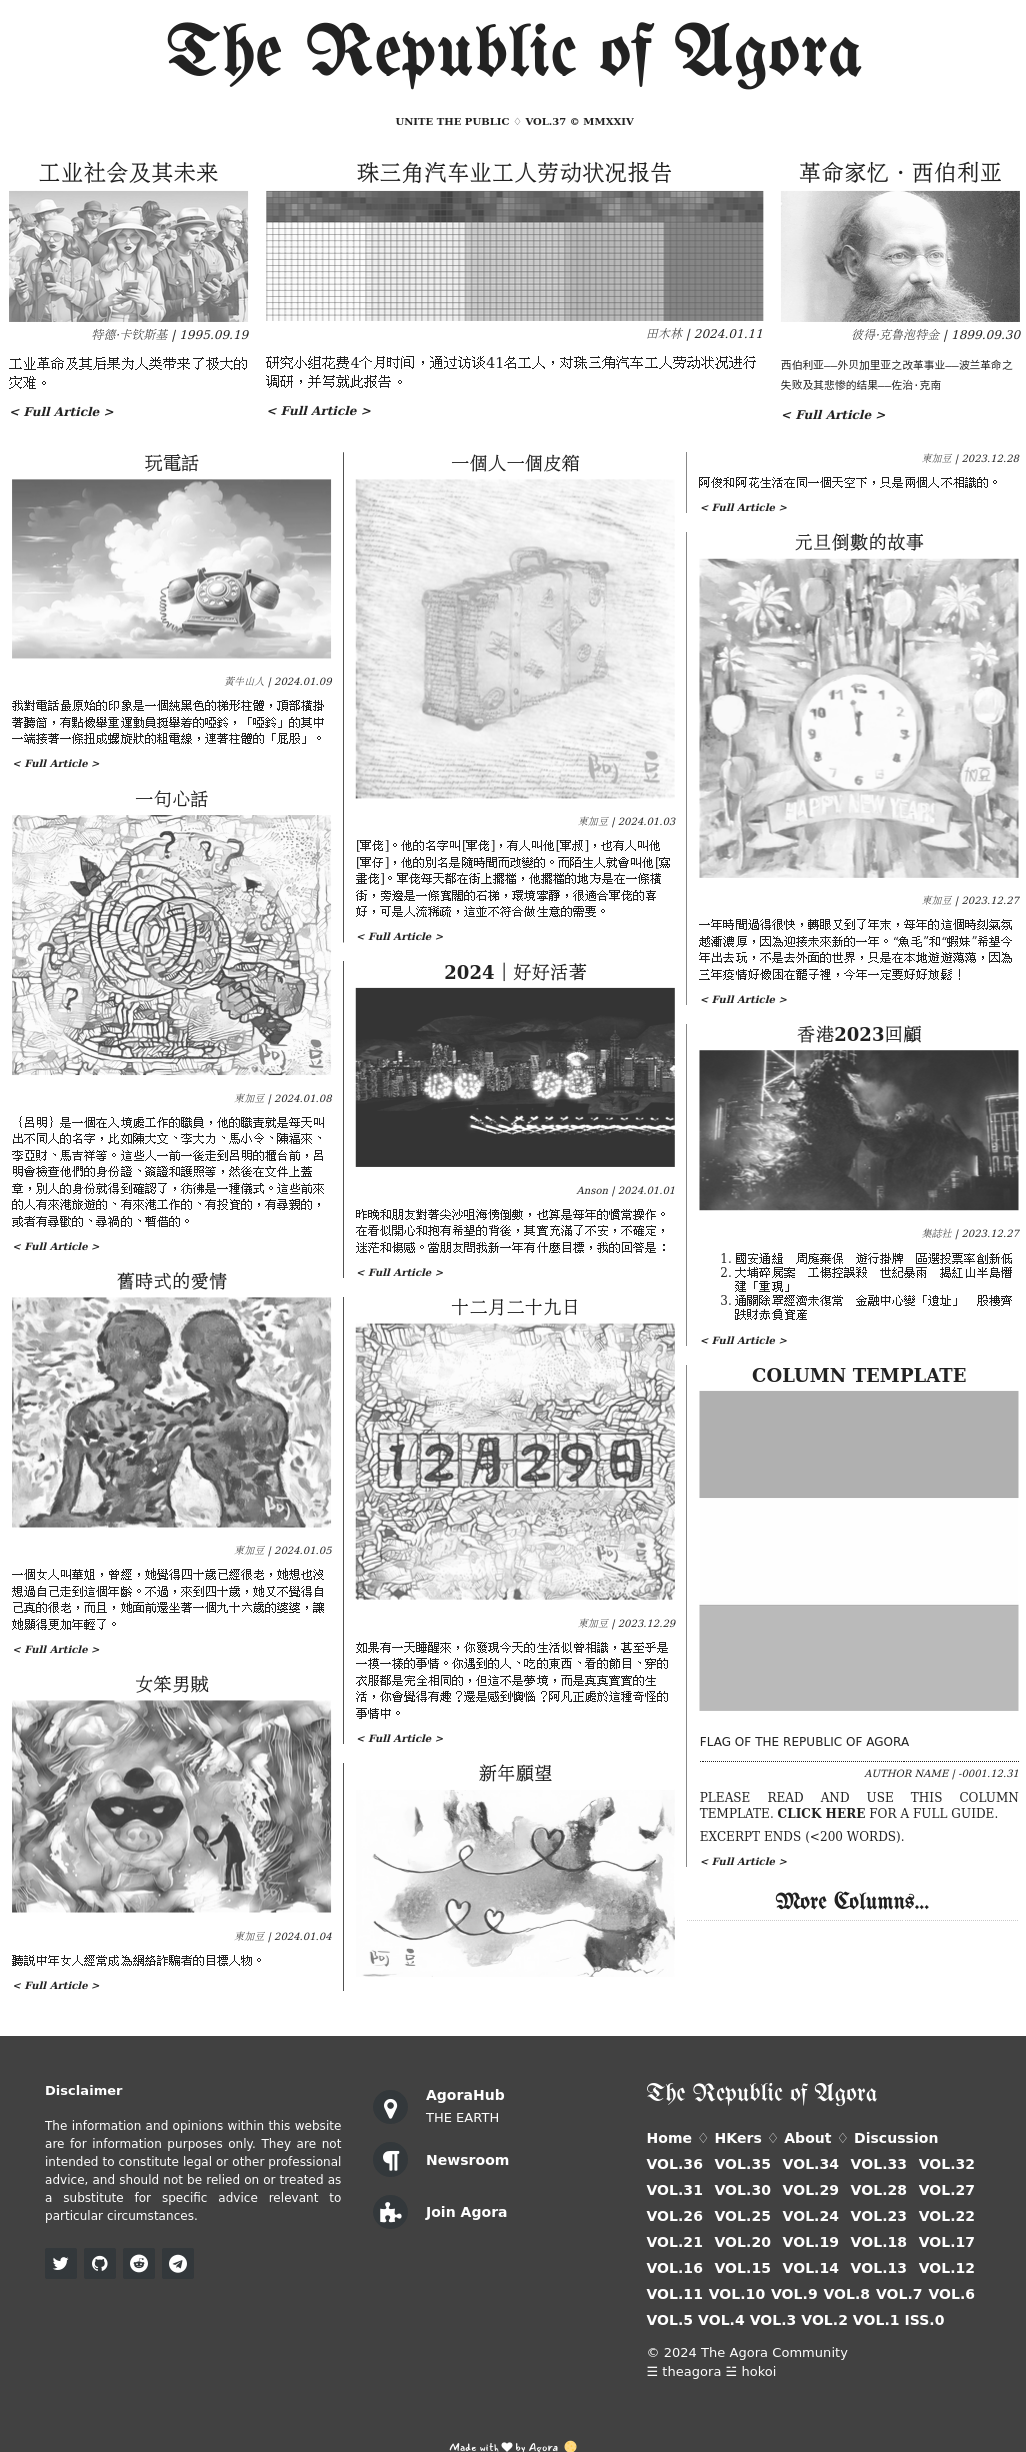 The Republic of Agora
UNITE THE PUBLIC ♢ VOL.37 © MMXXIV
工业社会及其未来
特德·卡钦斯基 | 1995.09.19
工业革命及其后果为人类带来了极大的
灾难。
< Full Article >
珠三角汽车业工人劳动状况报告
田木林 | 2024.01.11
研究小组花费4个月时间，通过访谈41名工人，对珠三角汽车工人劳动状况进行
调研，并写就此报告。
< Full Article >
革命家忆·西伯利亚
彼得·克鲁泡特金 | 1899.09.30
西伯利亚——外贝加里亚之改革事业——波兰革命之
失败及其悲惨的结果——佐治·克南
< Full Article >
玩電話
黃牛山人 | 2024.01.09
我對電話最原始的印象是一個純黑色的梯形柱體，頂部橫掛
著聽筒，有點像舉重運動員挺舉着的啞鈴，「啞鈴」的其中
一端接著一條扭成螺旋狀的粗電線，連著柱體的「屁股」。
< Full Article >
一句心話
阿 豆
東加豆 | 2024.01.08
｛呂明｝是一個在入境處工作的職員，他的職責就是每天叫
出不同人的名字，比如陳大文、李大力、馬小令、陳福來、
李亞財、馬吉祥等。這些人一前一後走到呂明的櫃台前，呂
明會檢查他們的身份證、簽證和護照等，然後在文件上蓋
章，別人的身份就得到確認了，彷彿是一種儀式。這些前來
的人有來港旅遊的、有來港工作的、有投資的，有尋親的，
或者有尋歡的、尋禍的、暫借的。
< Full Article >
舊時式的愛情
東加豆 | 2024.01.05
一個女人叫華姐，曾經，她覺得四十歲已經很老，她想也沒
想過自己走到這個年齡。不過，來到四十歲，她又不覺得自
己真的很老，而且，她面前還坐著一個九十六歲的婆婆，讓
她顯得更加年輕了。
< Full Article >
女笨男賊
東加豆 | 2024.01.04
聽説中年女人經常成為網絡詐騙者的目標人物。
< Full Article >
一個人一個皮箱
阿 豆
東加豆 | 2024.01.03
[軍佬]。他的名字叫[軍佬]，有人叫他[軍叔]，也有人叫他
[軍仔]，他的別名是隨時間而改變的。而陌生人就會叫他[寫
畫佬]。軍佬每天都在街上擺檔，他擺檔的地方是在一條橫
街，旁邊是一條寬闊的石梯，環境寧靜，很適合軍佬的喜
好，可是人流稀疏，這並不符合做生意的需要。
< Full Article >
2024｜好好活著
Anson | 2024.01.01
昨晚和朋友對著尖沙咀海傍倒數，也算是每年的慣常操作。
在看似開心和抱有希望的背後，其實充滿了不安，不確定，
迷茫和傷感。當朋友問我新一年有什麼目標，我的回答是：
< Full Article >
十二月二十九日
12月29日
東加豆 | 2023.12.29
如果有一天睡醒來，你發現今天的生活似曾相識，甚至乎是
一模一樣的事情。你遇到的人、吃的東西、看的節目、穿的
衣服都是完全相同的，但這不是夢境，而是真真實實的生
活，你會覺得有趣？還是感到懊惱？阿凡正處於這種奇怪的
事情中。
< Full Article >
新年願望
阿 豆
東加豆 | 2023.12.28
阿俊和阿花生活在同一個天空下，只是兩個人不相識的。
< Full Article >
元旦倒數的故事
12
11
1
9
3
6
HAPPY NEW YEAR
東加豆 | 2023.12.27
一年時間過得很快，轉眼又到了年末，每年的這個時刻氣氛
越漸濃厚，因為迎接未來新的一年。“魚毛”和“蝦妹”希望今
年出去玩，不是去外面的世界，只是在本地遊遊蕩蕩，因為
三年疫情好像困在籠子裡，今年一定要好好放鬆！
< Full Article >
香港2023回顧
集誌社 | 2023.12.27
1. 國安通緝　周庭棄保　遊行掛牌　區選投票率創新低
2. 大埔碎屍案　工傷控誤殺　世紀暴雨　揭紅山半島僭
建「重現」
3. 通關除罩經濟未復常　金融中心變「遺址」　股樓齊
跌財赤負資產
< Full Article >
COLUMN TEMPLATE
FLAG OF THE REPUBLIC OF AGORA
AUTHOR NAME | -0001.12.31
PLEASE READ AND USE THIS COLUMN
TEMPLATE. CLICK HERE FOR A FULL GUIDE.
EXCERPT ENDS (<200 WORDS).
< Full Article >
More Columns...
Disclaimer
The information and opinions within this website
are for information purposes only. They are not
intended to constitute legal or other professional
advice, and should not be relied on or treated as
a substitute for specific advice relevant to
particular circumstances.
AgoraHub
THE EARTH
Newsroom
Join Agora
The Republic of Agora
Home ♢ HKers ♢ About ♢ Discussion
VOL.36 VOL.35 VOL.34 VOL.33 VOL.32
VOL.31 VOL.30 VOL.29 VOL.28 VOL.27
VOL.26 VOL.25 VOL.24 VOL.23 VOL.22
VOL.21 VOL.20 VOL.19 VOL.18 VOL.17
VOL.16 VOL.15 VOL.14 VOL.13 VOL.12
VOL.11 VOL.10 VOL.9 VOL.8 VOL.7 VOL.6
VOL.5 VOL.4 VOL.3 VOL.2 VOL.1 ISS.0
© 2024 The Agora Community
☰ theagora ☱ hokoi
Made with ♥ by Agora